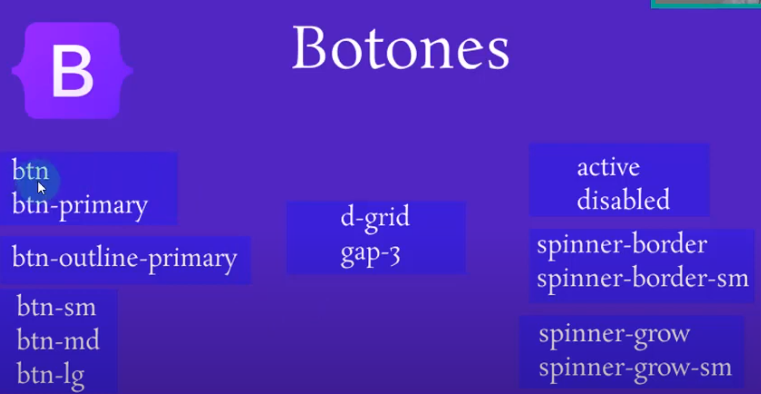 B
Botones
btn
btn-primary
btn-outline-primary
btn-sm
btn-md
btn-lg
d-grid
gap-3
active
disabled
spinner-border
spinner-border-sm
spinner-grow
spinner-grow-sm